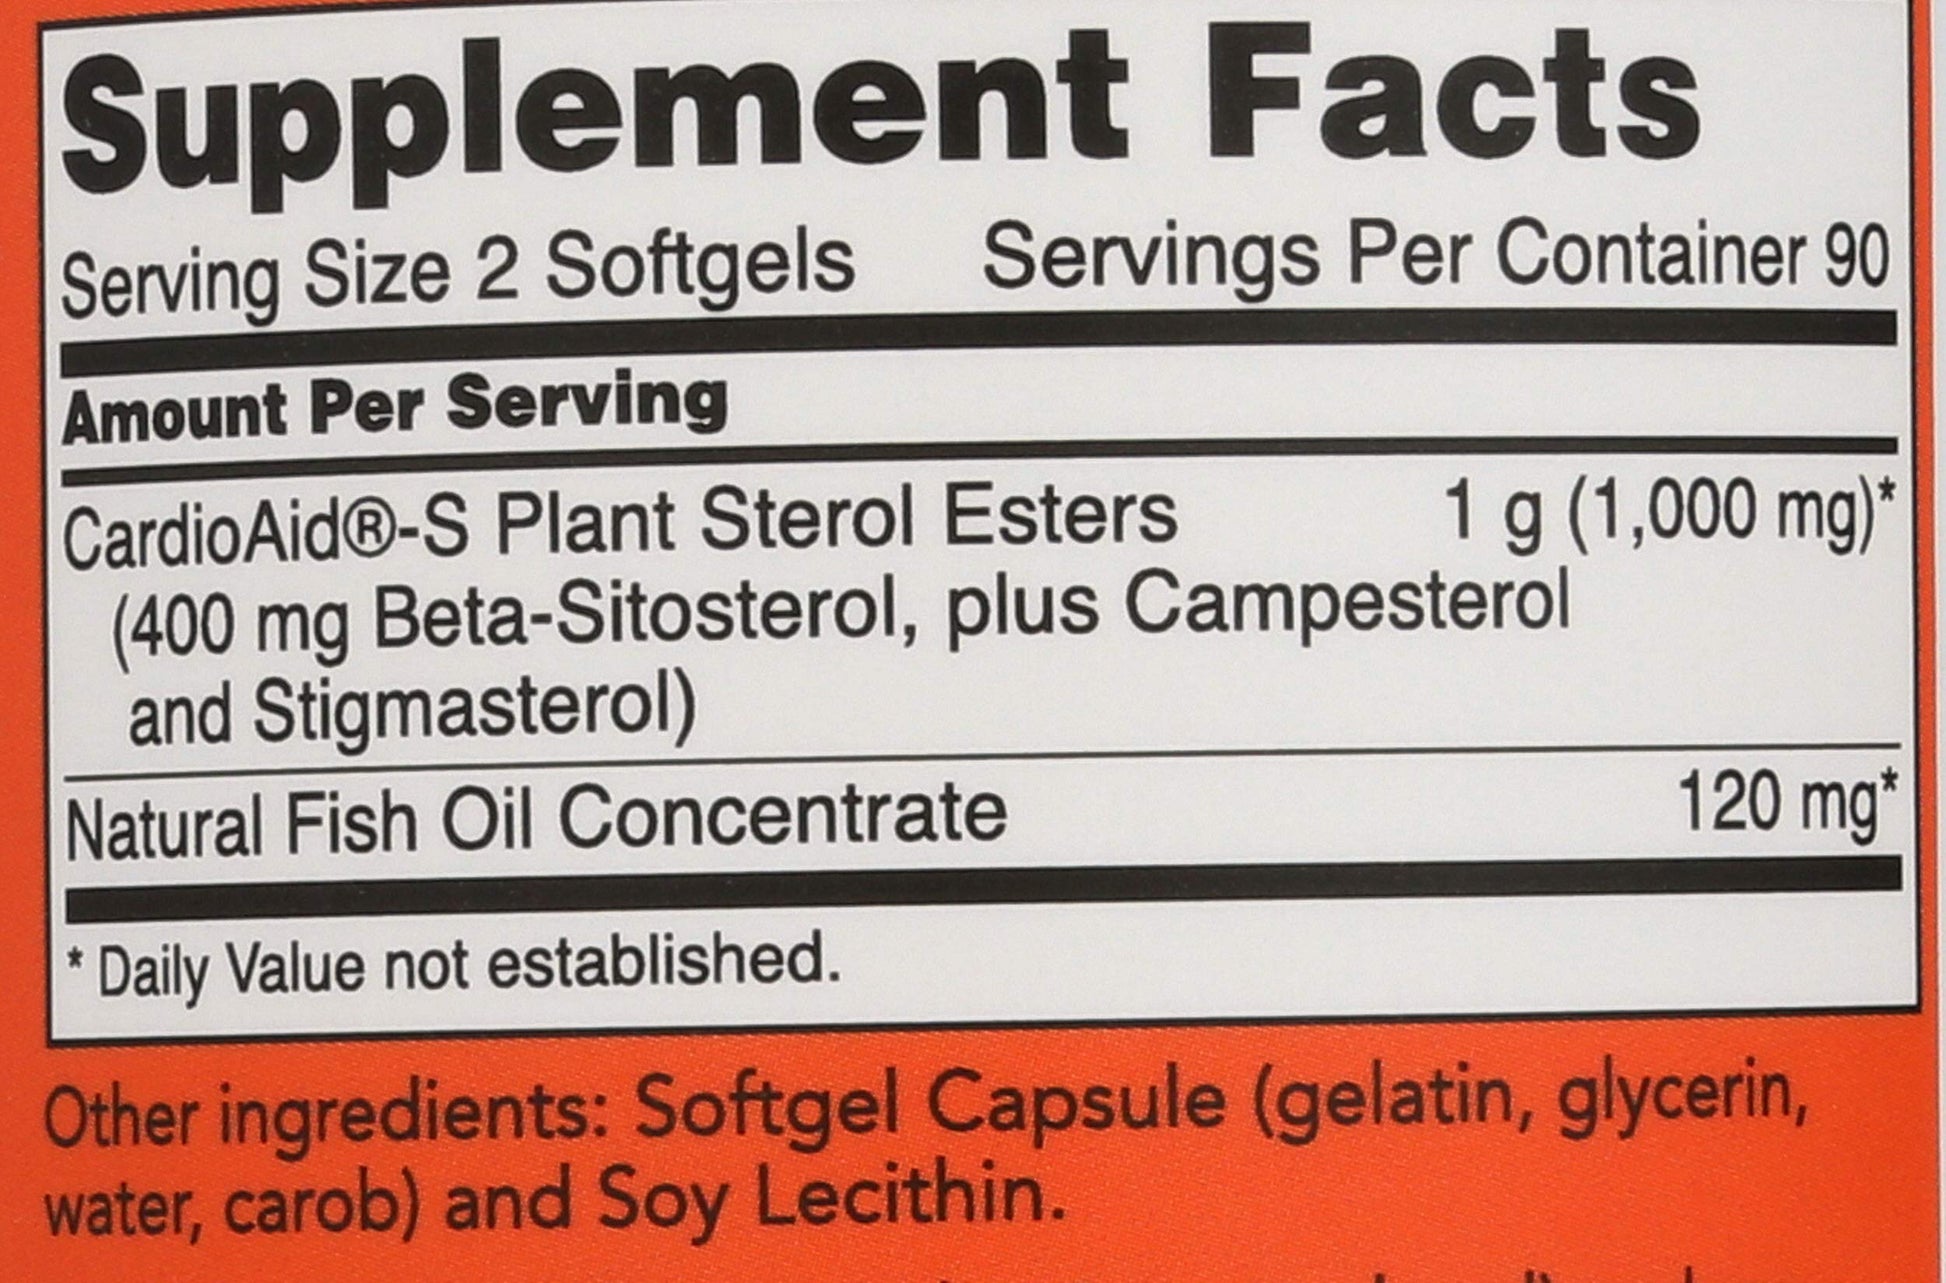 Supplement Facts
Serving Size 2 Softgels Servings Per Container 90
Amount Per Serving
CardioAid®-S Plant Sterol Esters 1 g (1,000 mg)*
(400 mg Beta-Sitosterol, plus Campesterol
and Stigmasterol)
Natural Fish Oil Concentrate 120 mg*
* Daily Value not established.
Other ingredients: Softgel Capsule (gelatin, glycerin,
water, carob) and Soy Lecithin.